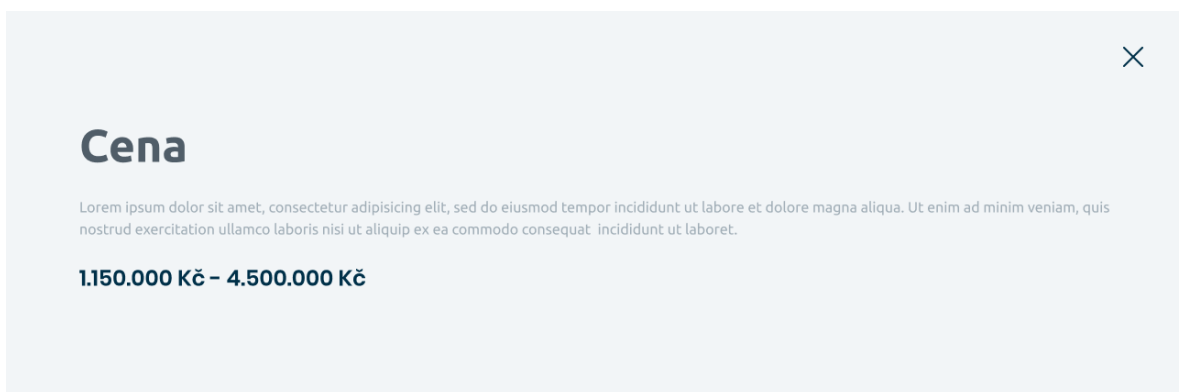 Cena
Lorem ipsum dolor sit amet, consectetur adipisicing elit, sed do eiusmod tempor incididunt ut labore et dolore magna aliqua. Ut enim ad minim veniam, quis
nostrud exercitation ullamco laboris nisi ut aliquip ex ea commodo consequat  incididunt ut laboret.
1.150.000 Kč - 4.500.000 Kč